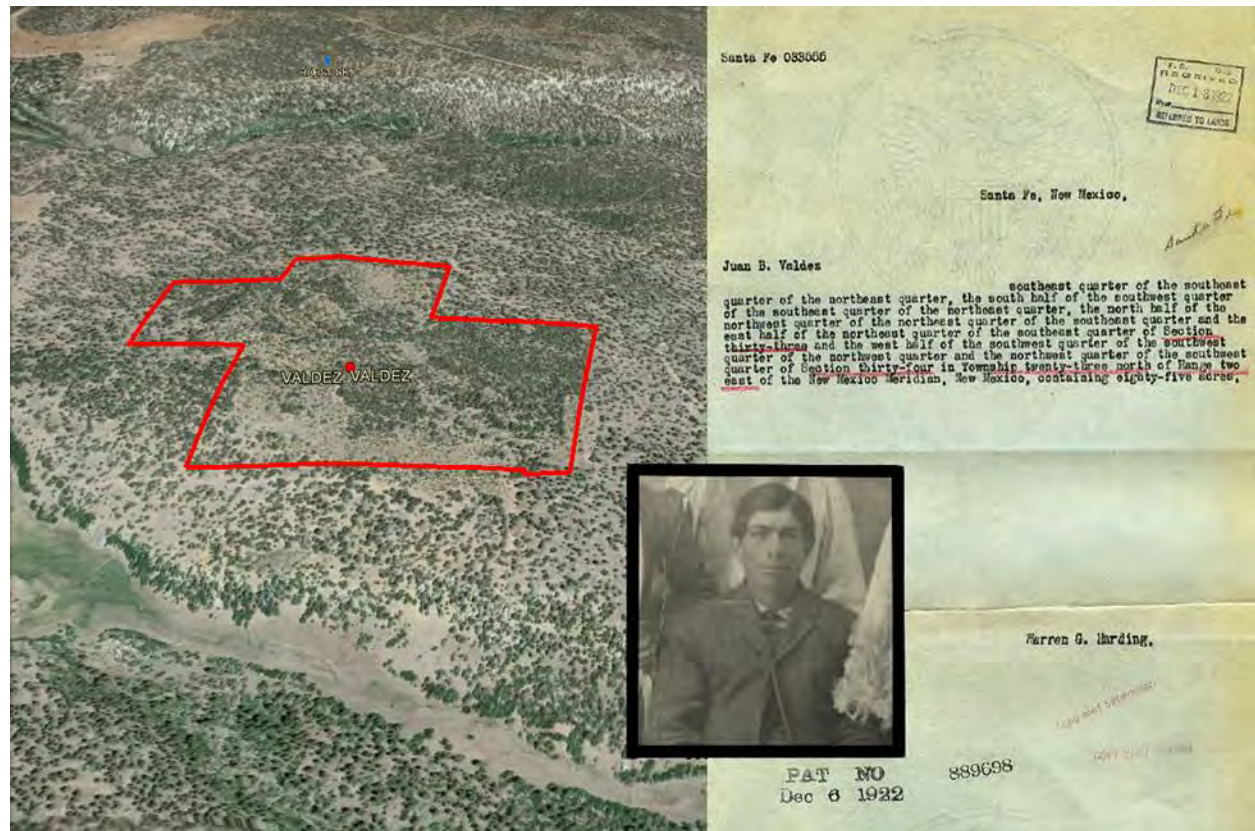 VALDEZ VALDEZ
Santa Fe 033555
RECEIVED
DEC 18 1922
REFERRED TO LANDS
Santa Fe, New Mexico,
Juan B. Valdez
southeast quarter of the southeast
quarter of the northeast quarter, the south half of the southwest quarter
of the southeast quarter of the northeast quarter, the north half of the
northwest quarter of the northeast quarter of the southeast quarter and the
east half of the northeast quarter of the southeast quarter of Section
thirty-three and the west half of the southwest quarter of the southwest
quarter of the northwest quarter and the northwest quarter of the southwest
quarter of Section thirty-four in Township twenty-three north of Range two
east of the New Mexico Meridian, New Mexico, containing eighty-five acres,
Warren G. Harding,
PAT NO 889698
Dec 6 1922